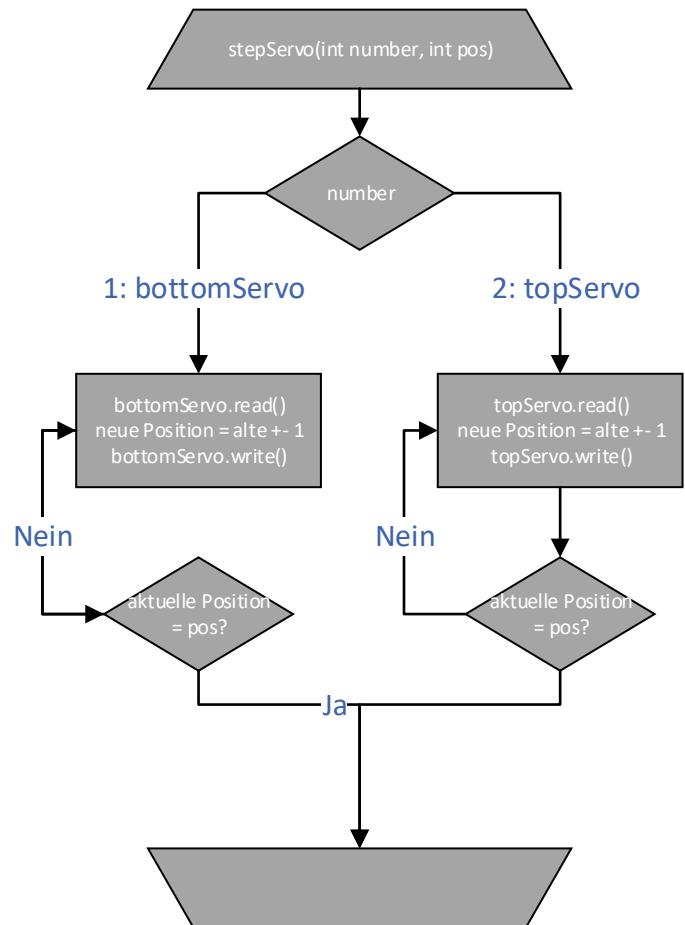 stepServo(int number, int pos)
number
1: bottomServo
2: topServo
bottomServo.read()
neue Position = alte +- 1
bottomServo.write()
topServo.read()
neue Position = alte +- 1
topServo.write()
Nein
Nein
aktuelle Position
= pos?
aktuelle Position
= pos?
Ja